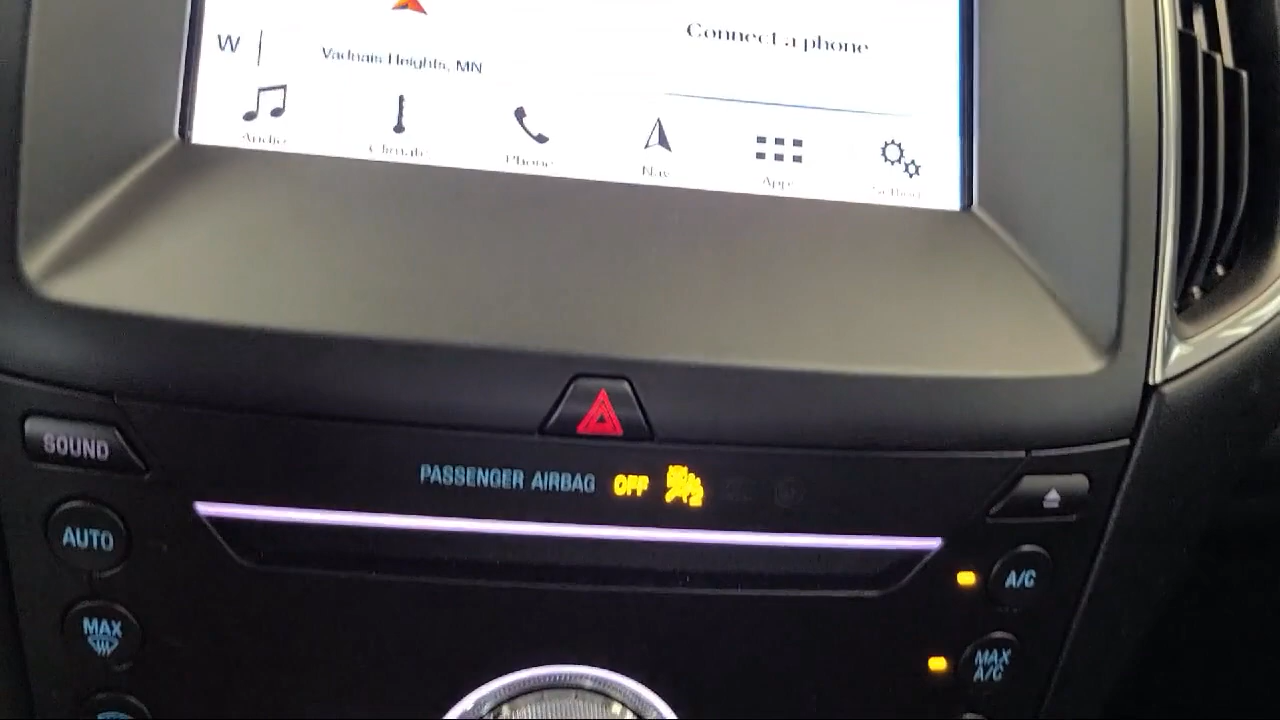 Connect a phone
W
Vadnais Heights, MN
Audio
Climate
Phone
Nav
Apps
SOUND
PASSENGER AIRBAG OFF
AUTO
A/C
MAX
MAX
A/C